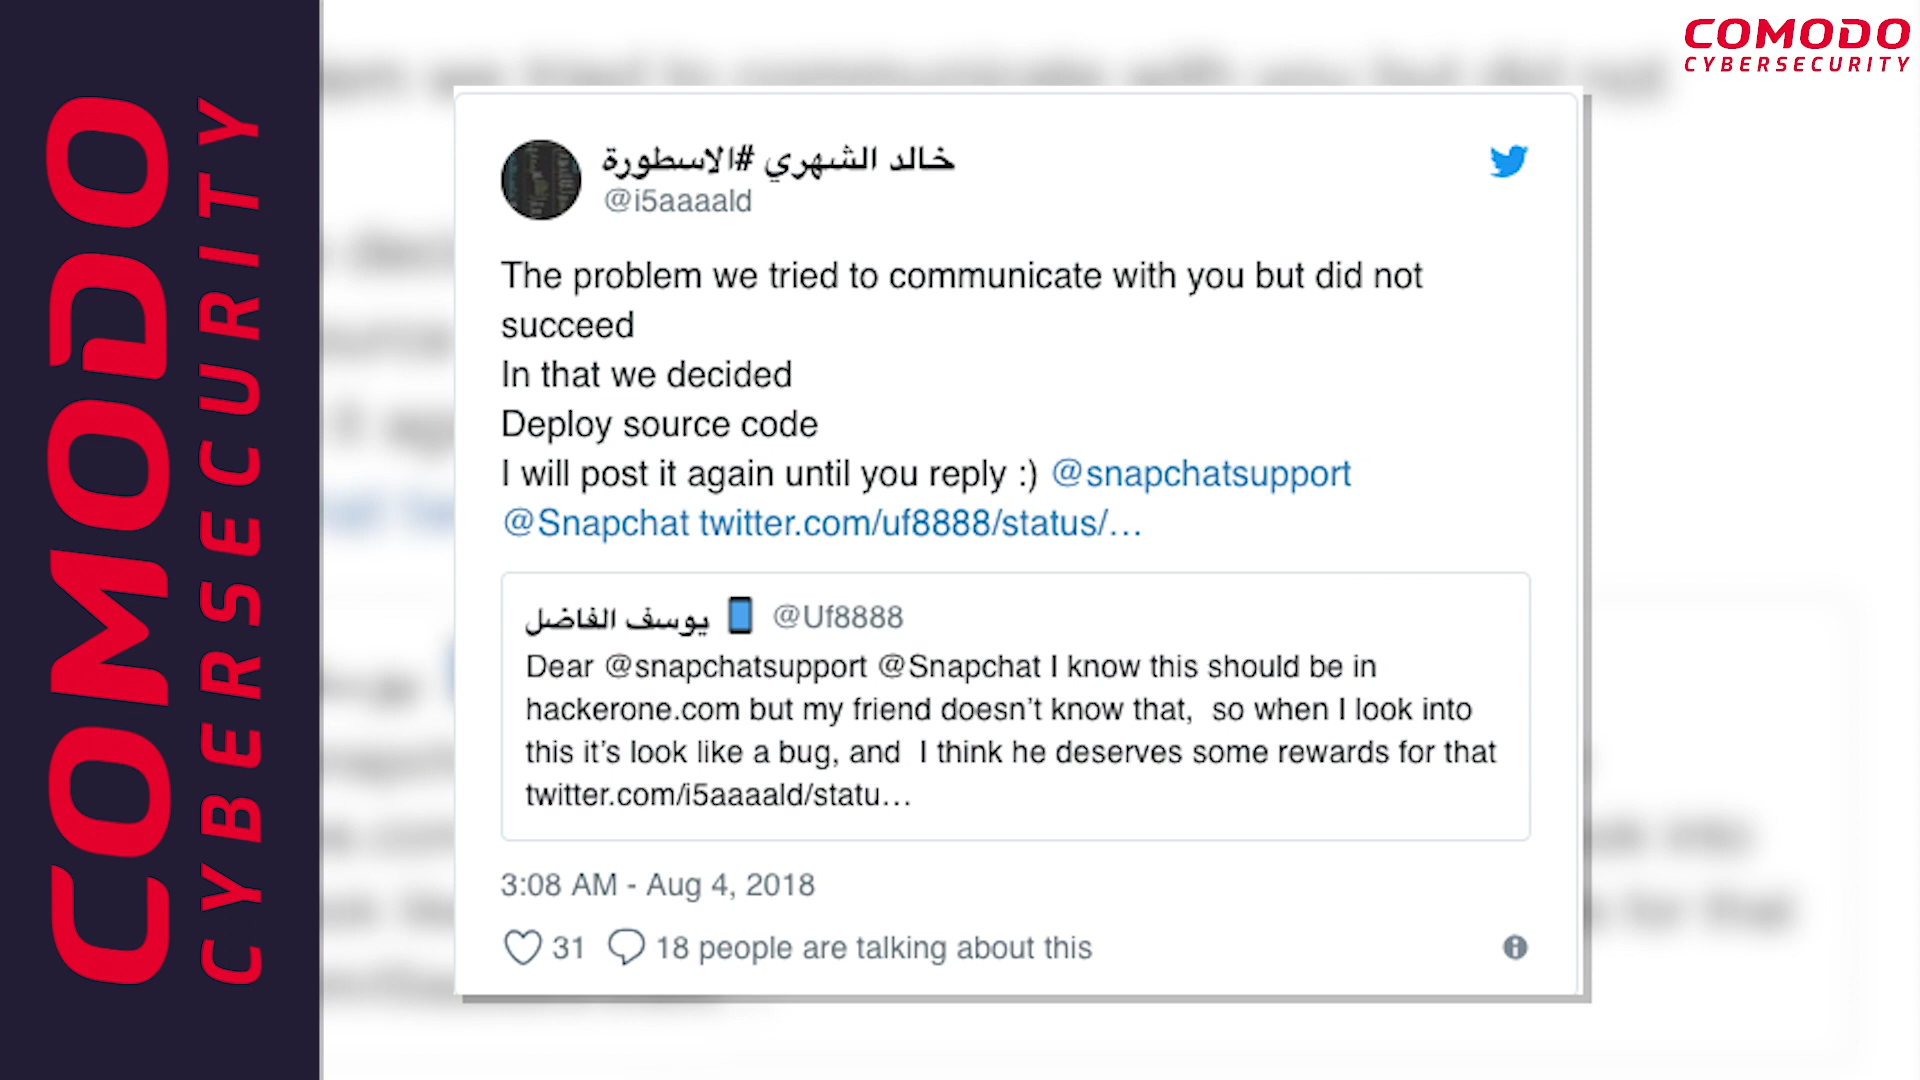 COMODO
CYBERSECURITY
COMODO
CYBERSECURITY
خالد الشهري #الاسطورة
@i5aaaald
The problem we tried to communicate with you but did not
succeed
In that we decided
Deploy source code
I will post it again until you reply :) @snapchatsupport
@Snapchat twitter.com/uf8888/status/…
يوسف الفاضل @Uf8888
Dear @snapchatsupport @Snapchat I know this should be in
hackerone.com but my friend doesn’t know that,  so when I look into
this it’s look like a bug, and  I think he deserves some rewards for that
twitter.com/i5aaaald/statu…
3:08 AM - Aug 4, 2018
31 18 people are talking about this